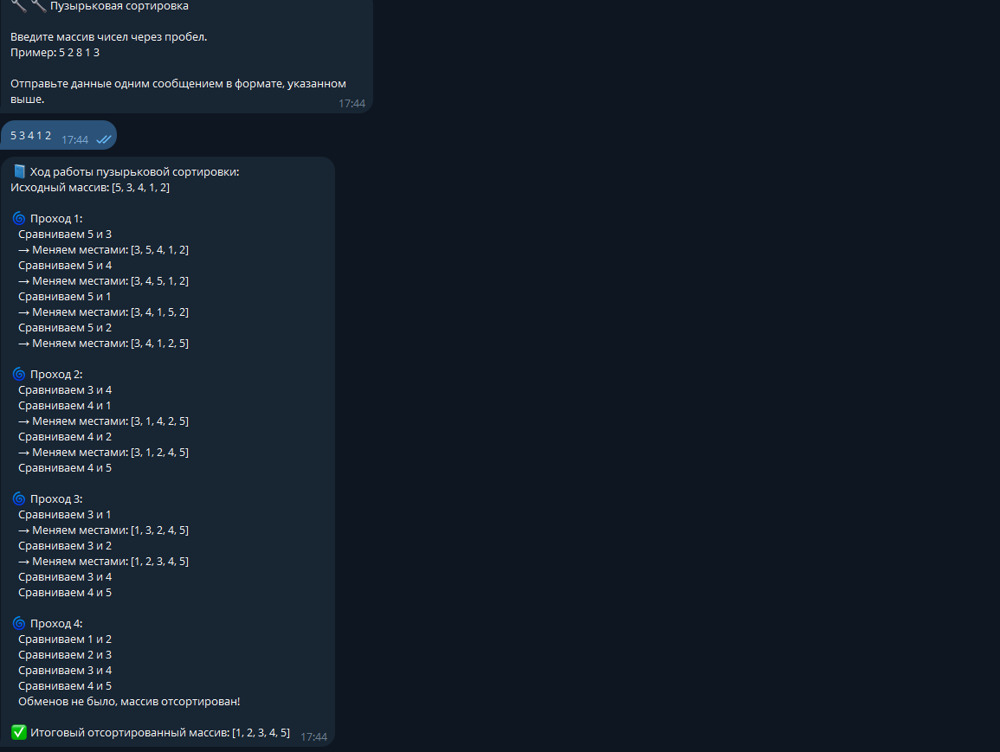 Пузырьковая сортировка
Введите массив чисел через пробел.
Пример: 5 2 8 1 3
Отправьте данные одним сообщением в формате, указанном
выше.
17:44
5 3 4 1 2
17:44
Ход работы пузырьковой сортировки:
Исходный массив: [5, 3, 4, 1, 2]
Проход 1:
Сравниваем 5 и 3
→ Меняем местами: [3, 5, 4, 1, 2]
Сравниваем 5 и 4
→ Меняем местами: [3, 4, 5, 1, 2]
Сравниваем 5 и 1
→ Меняем местами: [3, 4, 1, 5, 2]
Сравниваем 5 и 2
→ Меняем местами: [3, 4, 1, 2, 5]
Проход 2:
Сравниваем 3 и 4
Сравниваем 4 и 1
→ Меняем местами: [3, 1, 4, 2, 5]
Сравниваем 4 и 2
→ Меняем местами: [3, 1, 2, 4, 5]
Сравниваем 4 и 5
Проход 3:
Сравниваем 3 и 1
→ Меняем местами: [1, 3, 2, 4, 5]
Сравниваем 3 и 2
→ Меняем местами: [1, 2, 3, 4, 5]
Сравниваем 3 и 4
Сравниваем 4 и 5
Проход 4:
Сравниваем 1 и 2
Сравниваем 2 и 3
Сравниваем 3 и 4
Сравниваем 4 и 5
Обменов не было, массив отсортирован!
Итоговый отсортированный массив: [1, 2, 3, 4, 5]
17:44